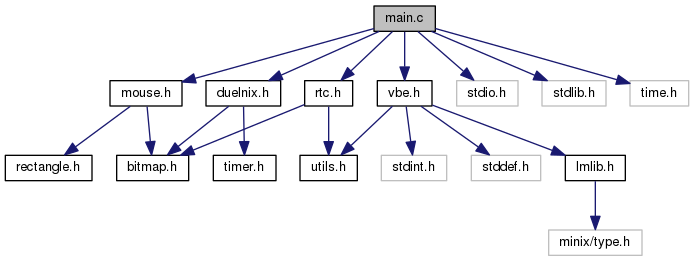 main.c
mouse.h
duelnix.h
rtc.h
vbe.h
stdio.h
stdlib.h
time.h
rectangle.h
bitmap.h
timer.h
utils.h
stdint.h
stddef.h
lmlib.h
minix/type.h